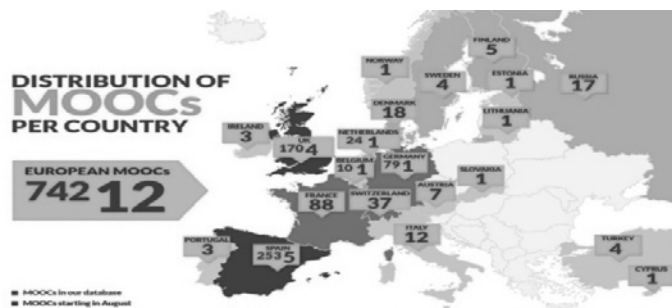 FINLAND
5
NORWAY
1
SWEDEN
4
ESTONIA
1
RUSSIA
17
DISTRIBUTION OF
MOOCs
PER COUNTRY
DENMARK
18
LITHUANIA
1
IRELAND
3
UK
170 4
NETHERLANDS
24 1
BELGIUM
10 1
GERMANY
79 1
SLOVAKIA
1
EUROPEAN MOOCs
742 12
FRANCE
88
SWITZERLAND
37
AUSTRIA
7
ITALY
12
PORTUGAL
3
SPAIN
253 5
TURKEY
4
CYPRUS
1
MOOCs in our database
MOOCs starting in August